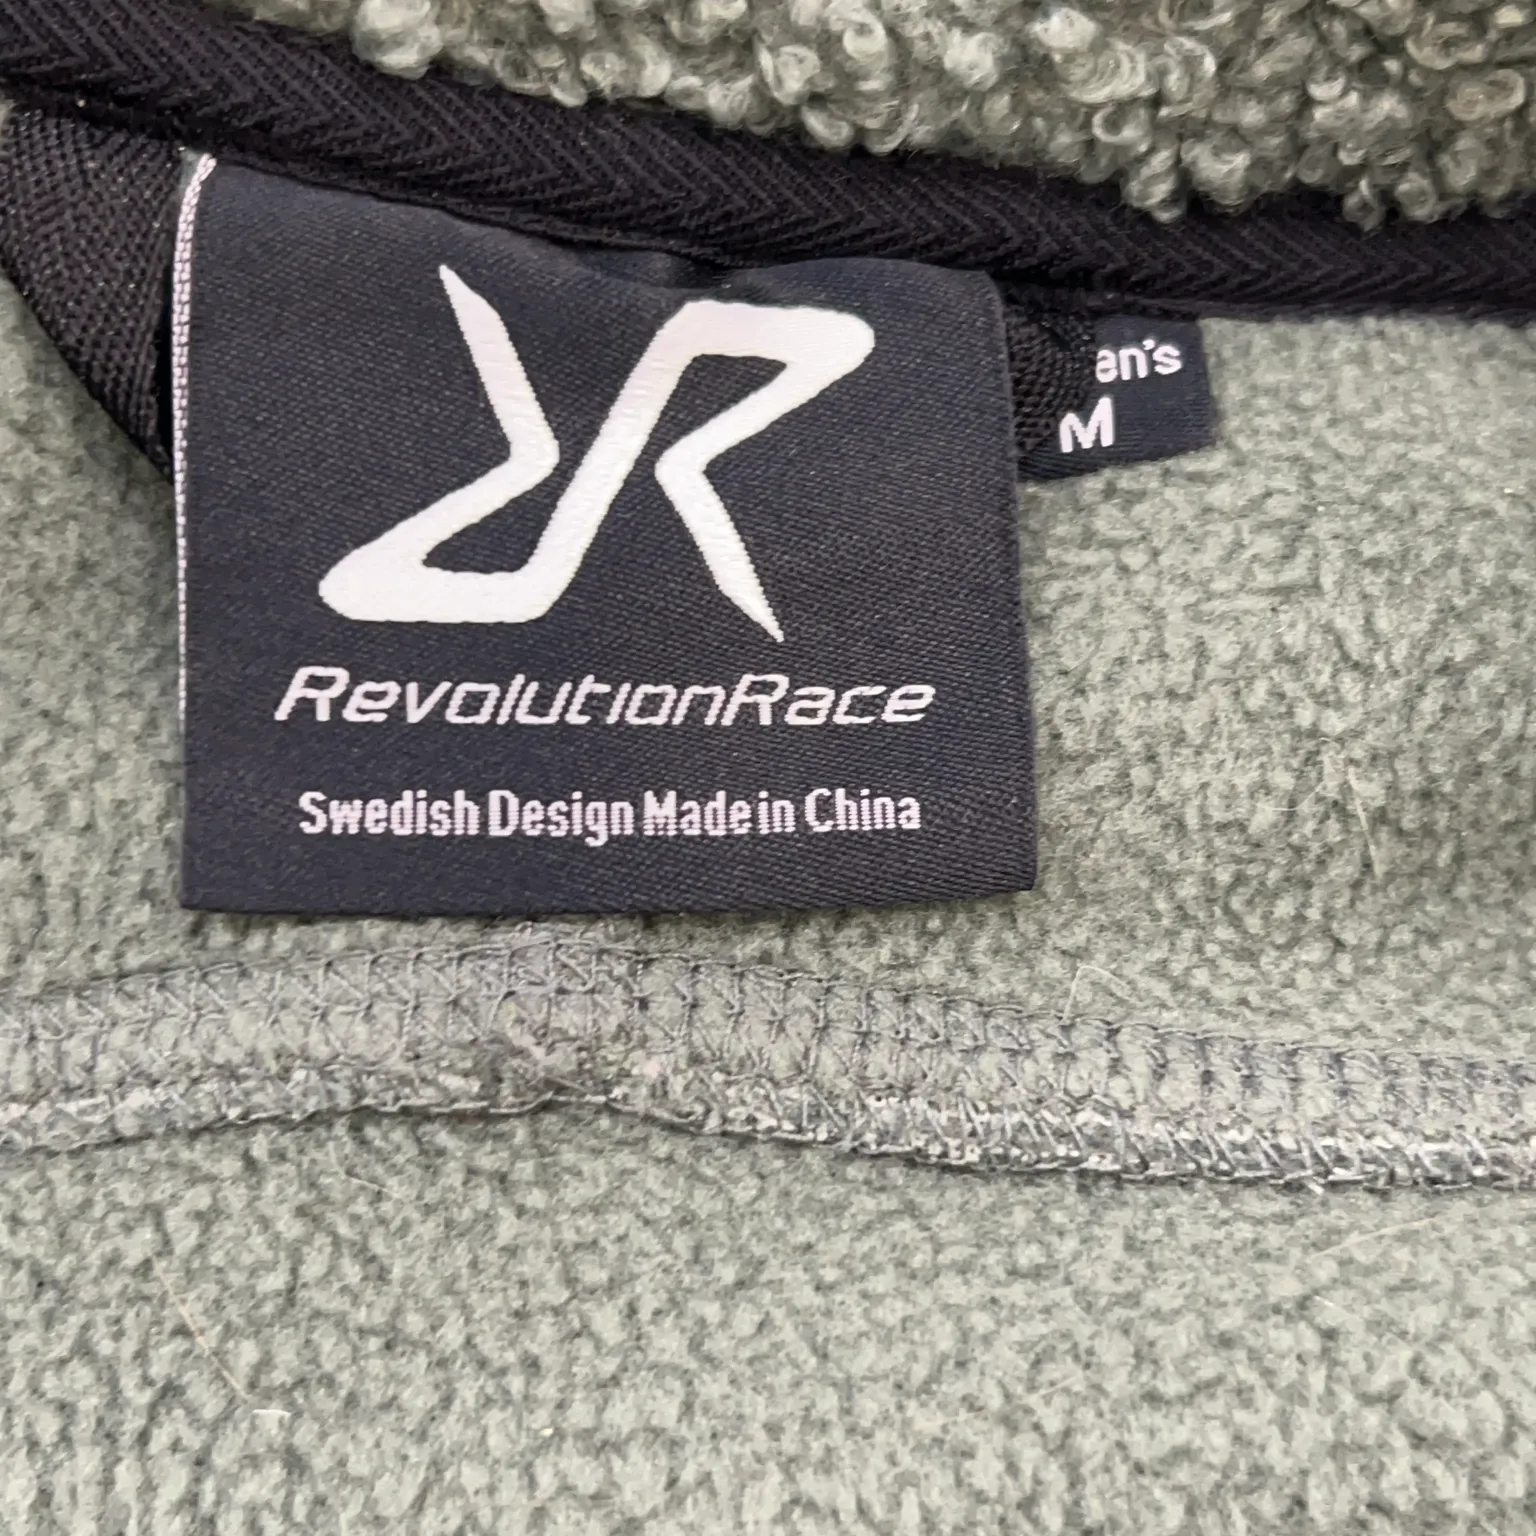 RevolutionRace
Swedish Design Made in China
en's
M